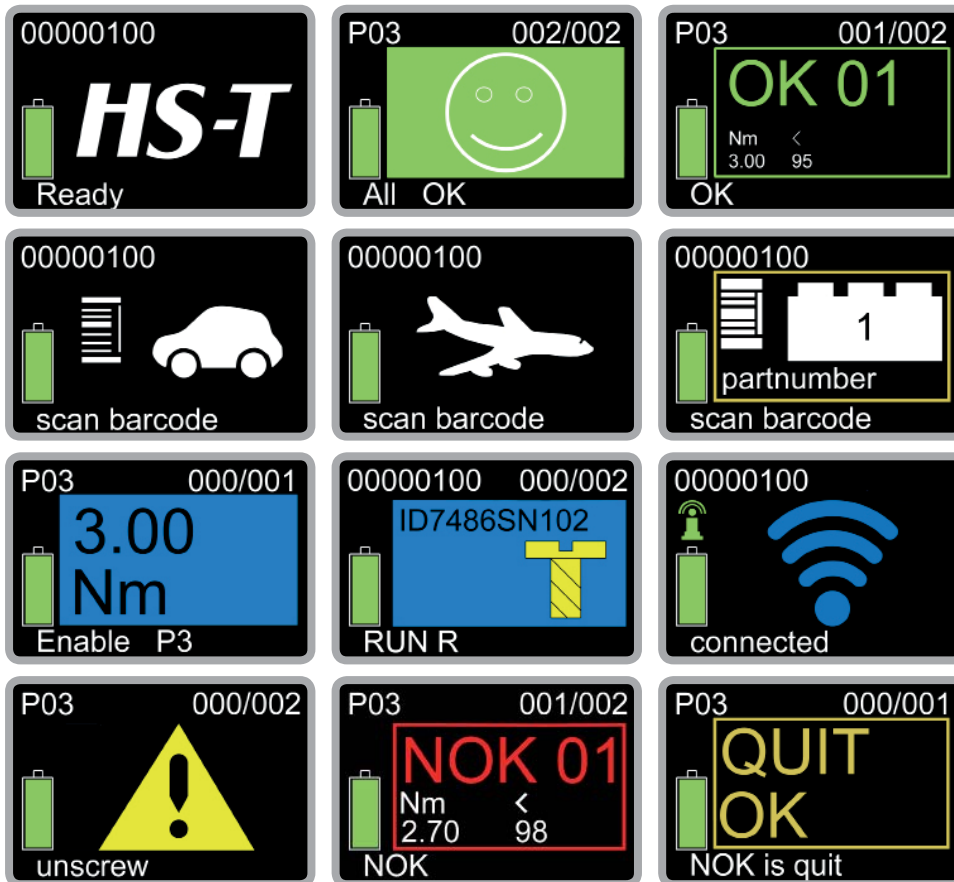 00000100
HS-T
Ready
P03 002/002
All OK
P03 001/002
OK 01
Nm <
3.00 95
OK
00000100
scan barcode
00000100
scan barcode
00000100
1
partnumber
scan barcode
P03 000/001
3.00
Nm
Enable P3
00000100 000/002
ID7486SN102
RUN R
00000100
connected
P03 000/002
!
unscrew
P03 001/002
NOK 01
Nm <
2.70 98
NOK
P03 000/001
QUIT
OK
NOK is quit